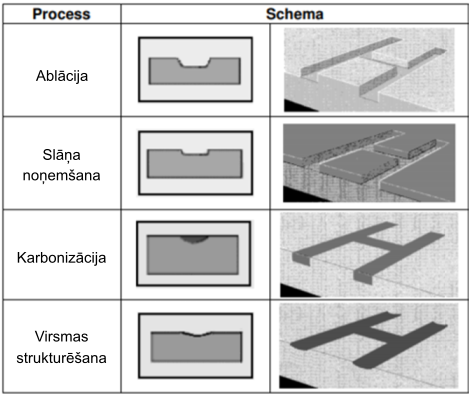 Process
Schema
Ablācija
Slāņa
noņemšana
Karbonizācija
Virsmas
strukturēšana